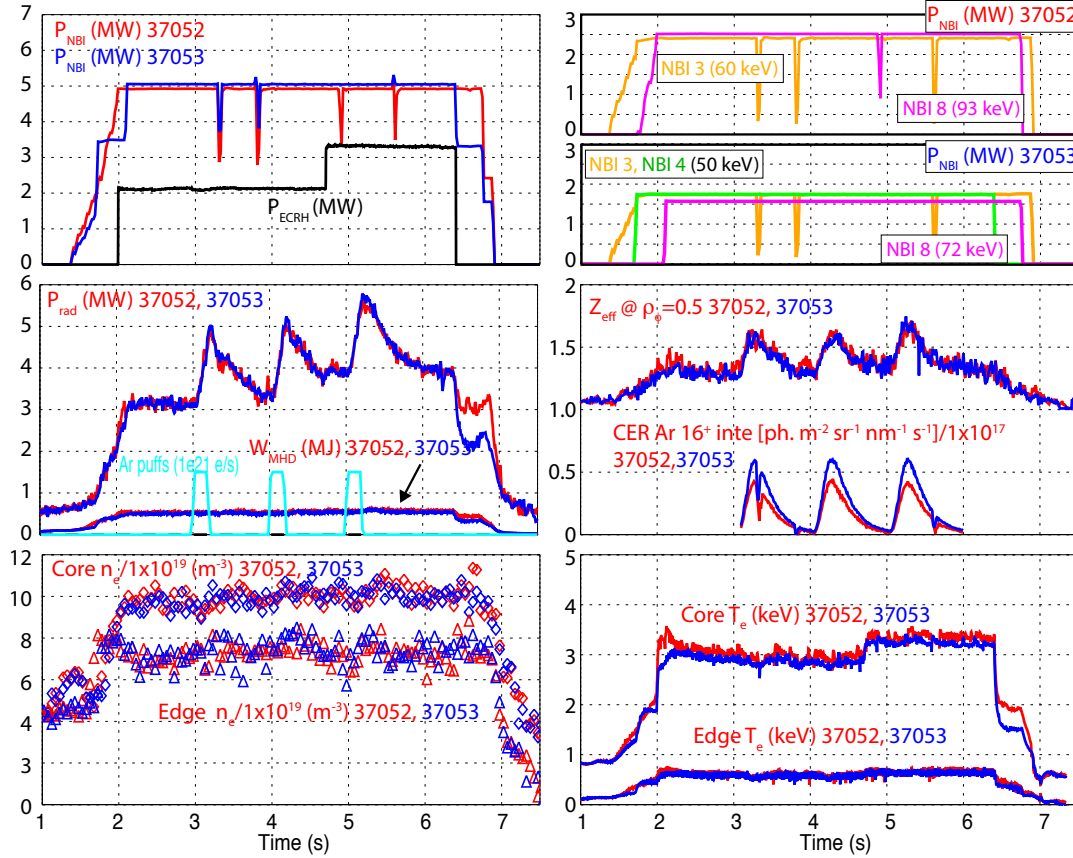 P_NBI (MW) 37052
P_NBI (MW) 37053
P_ECRH (MW)
6
5
4
3
2
1
0
P_NBI (MW) 37052
NBI 3 (60 keV)
NBI 8 (93 keV)
3
2
1
0
P_NBI (MW) 37053
NBI 3, NBI 4 (50 keV)
NBI 8 (72 keV)
3
2
1
0
P_rad (MW) 37052, 37053
W_MHD (MJ) 37052, 37053
Ar puffs (1e21 e/s)
6
5
4
3
2
1
0
Z_eff @ ρ_ϕ=0.5 37052, 37053
CER Ar 16⁺ inte [ph. m⁻² sr⁻¹ nm⁻¹ s⁻¹]/1x10¹⁷
37052,37053
2
1.5
1.0
0.5
0
Core n_e/1x10¹⁹ (m⁻³) 37052, 37053
Edge n_e/1x10¹⁹ (m⁻³) 37052, 37053
12
10
8
6
4
2
0
1 2 3 4 5 6 7
Time (s)
Core T_e (keV) 37052, 37053
Edge T_e (keV) 37052, 37053
5
4
3
2
1
0
1 2 3 4 5 6 7
Time (s)